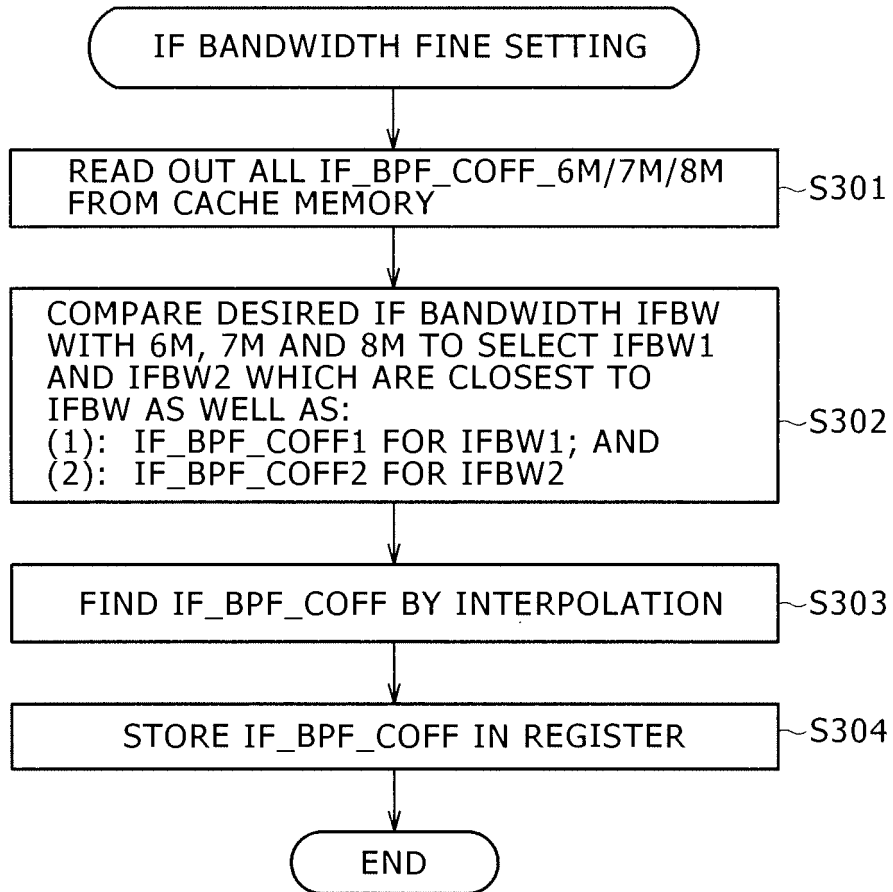 IF BANDWIDTH FINE SETTING
READ OUT ALL IF_BPF_COFF_6M/7M/8M
FROM CACHE MEMORY
~S301
COMPARE DESIRED IF BANDWIDTH IFBW
WITH 6M, 7M AND 8M TO SELECT IFBW1
AND IFBW2 WHICH ARE CLOSEST TO
IFBW AS WELL AS:
(1): IF_BPF_COFF1 FOR IFBW1; AND
(2): IF_BPF_COFF2 FOR IFBW2
~S302
FIND IF_BPF_COFF BY INTERPOLATION
~S303
STORE IF_BPF_COFF IN REGISTER
~S304
END